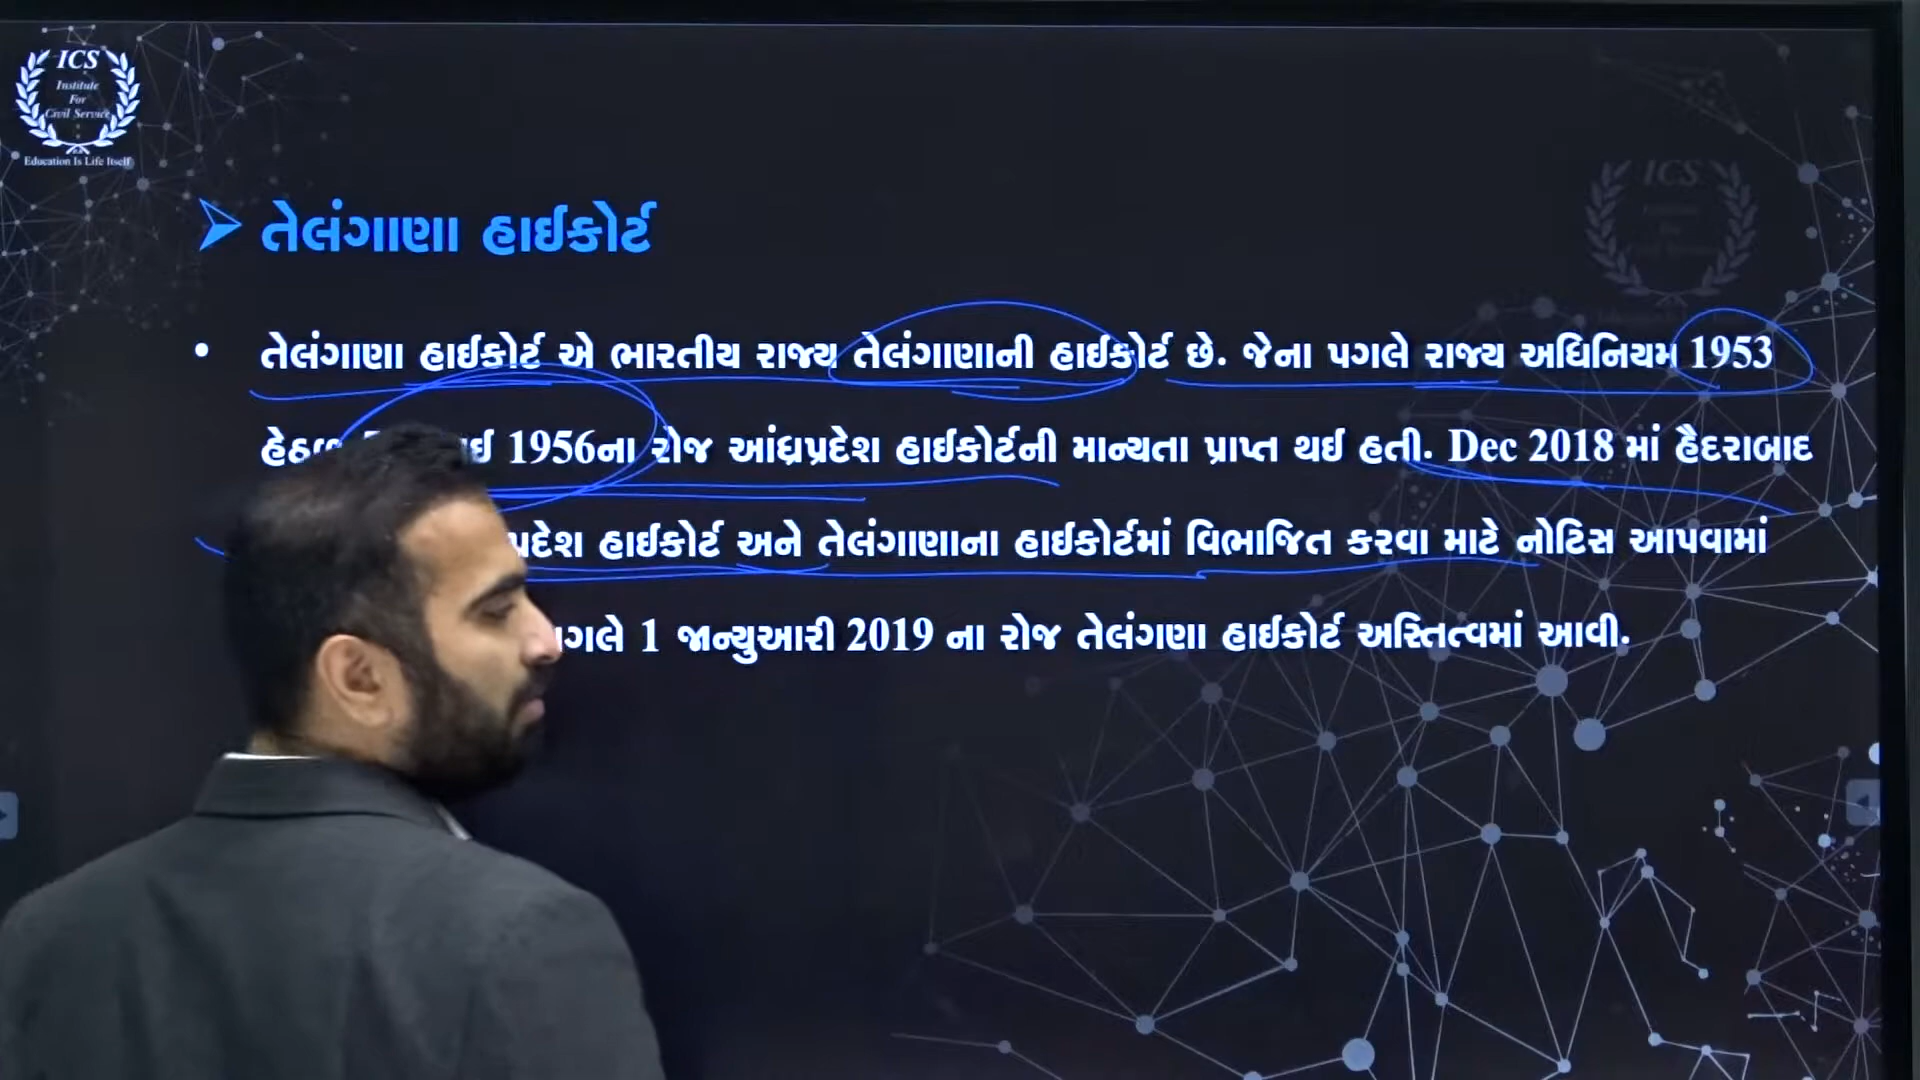 ICS
Institute
For
Civil Service
Education Is Life Itself
ICS
તેલંગાણા હાઈકોર્ટ
• તેલંગાણા હાઈકોર્ટ એ ભારતીય રાજ્ય તેલંગાણાની હાઈકોર્ટ છે. જેના પગલે રાજ્ય અધિનિયમ 1953
હેઠળ 1956ના રોજ આંધ્રપ્રદેશ હાઈકોર્ટની માન્યતા પ્રાપ્ત થઈ હતી. Dec 2018 માં હૈદરાબાદ
હાઈકોર્ટ અને તેલંગાણાના હાઈકોર્ટમાં વિભાજિત કરવા માટે નોટિસ આપવામાં
1 જાન્યુઆરી 2019 ના રોજ તેલંગણા હાઈકોર્ટ અસ્તિત્વમાં આવી.